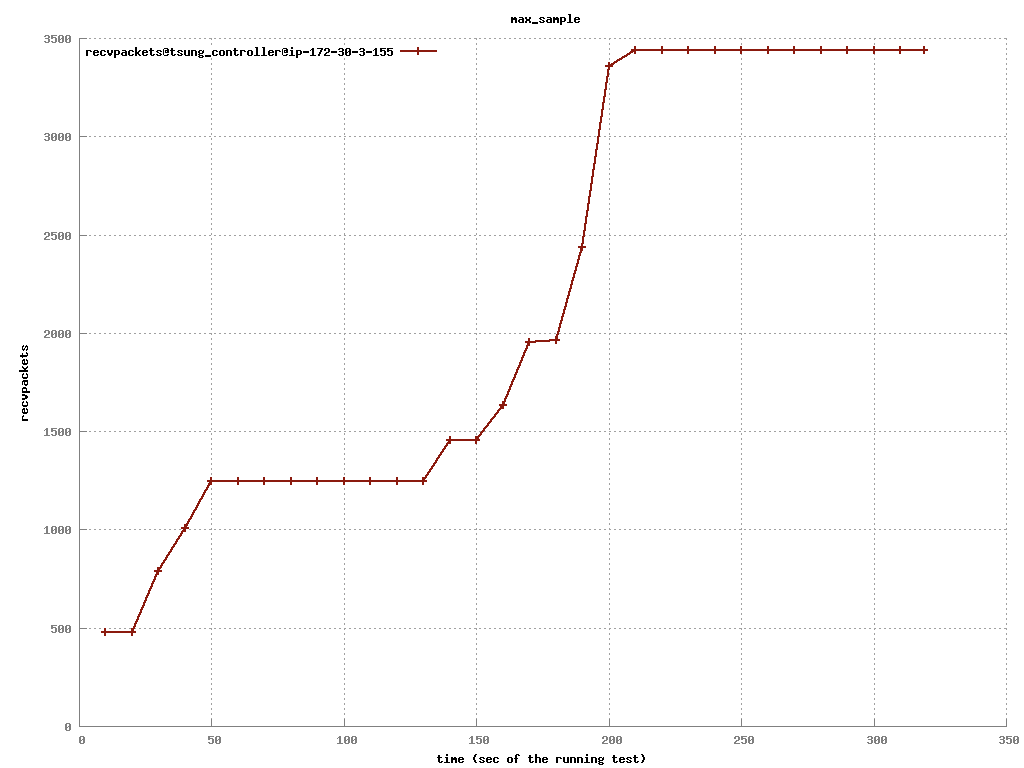 max_sample
recvpackets@tsung_controller@ip-172-30-3-155
3500
3000
2500
2000
1500
1000
500
0
recvpackets
0 50 100 150 200 250 300 350
time (sec of the running test)